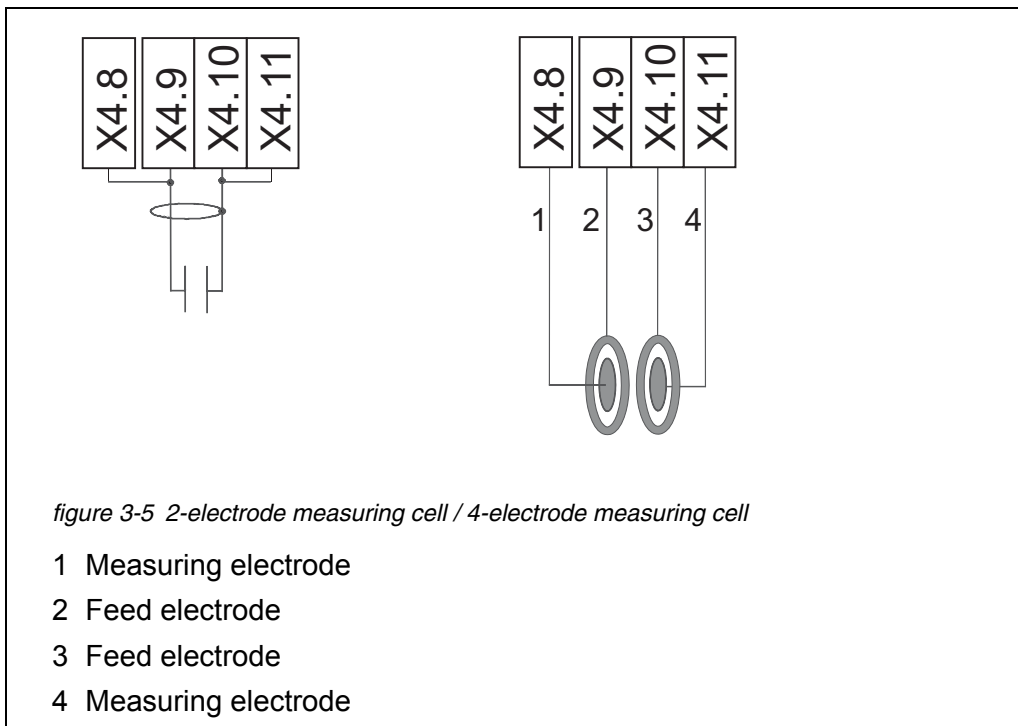 X4.8 X4.9 X4.10 X4.11
X4.8 X4.9 X4.10 X4.11
1 2 3 4
figure 3-5 2-electrode measuring cell / 4-electrode measuring cell
1 Measuring electrode
2 Feed electrode
3 Feed electrode
4 Measuring electrode